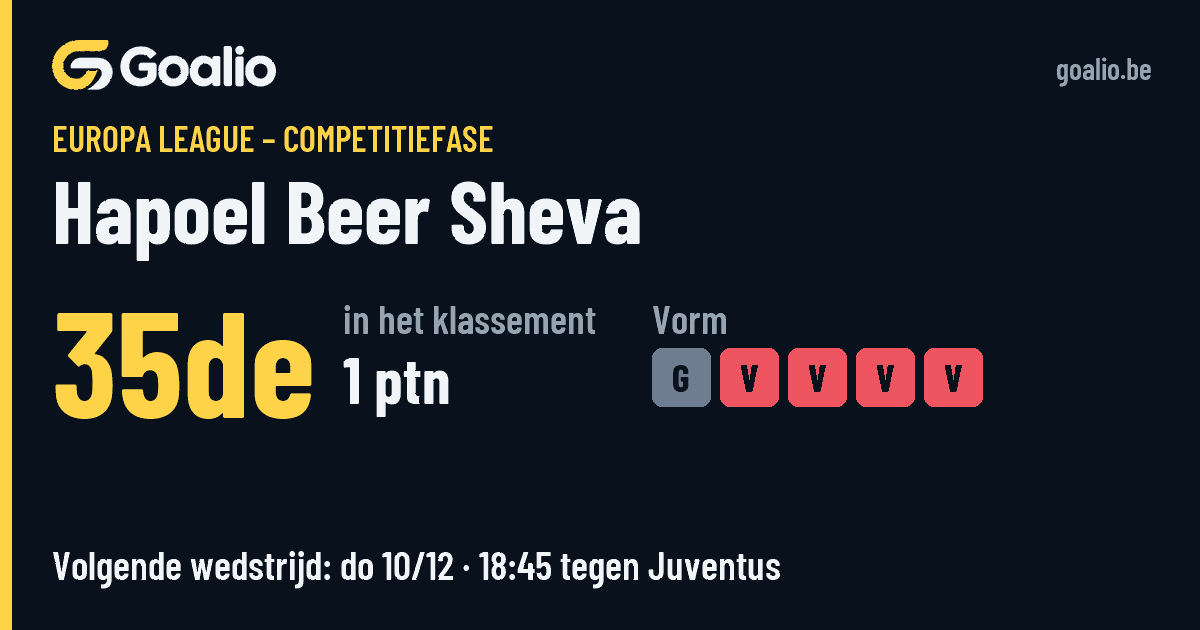 Goalio
goalio.be
EUROPA LEAGUE – COMPETITIEFASE
Hapoel Beer Sheva
35de
in het klassement
1 ptn
Vorm
G V V V V
Volgende wedstrijd: do 10/12 · 18:45 tegen Juventus